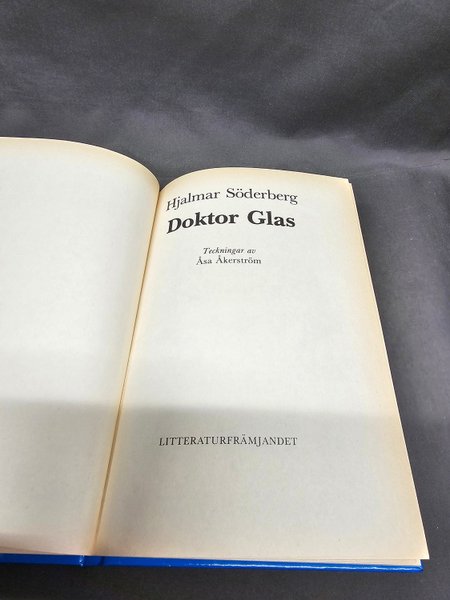 Hjalmar Söderberg
Doktor Glas
Teckningar av
Åsa Åkerström
LITTERATURFRÄMJANDET